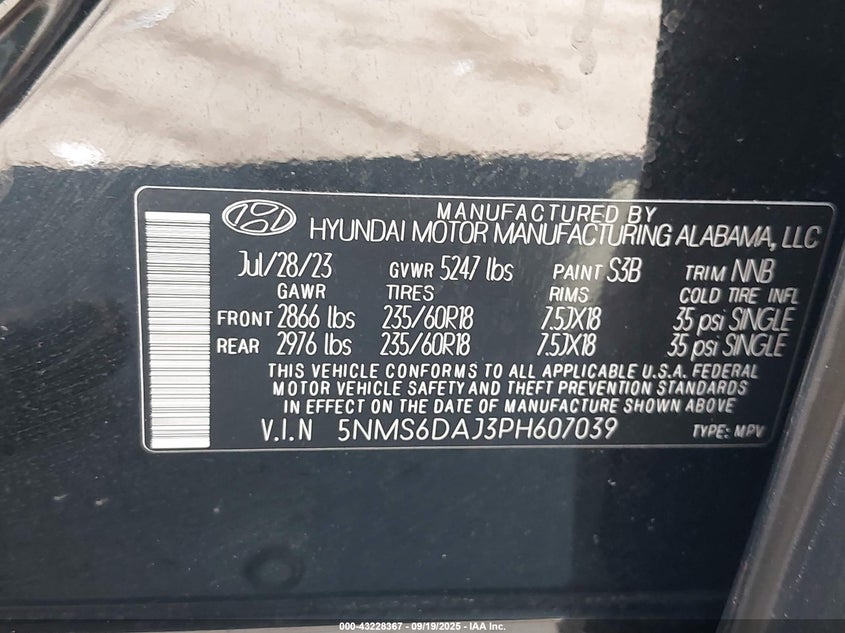 MANUFACTURED BY
HYUNDAI MOTOR MANUFACTURING ALABAMA, LLC
Jul/28/23 GVWR 5247 lbs PAINT S3B TRIM NNB
GAWR TIRES RIMS COLD TIRE INFL
FRONT 2866 lbs 235/60R18 7.5JX18 35 psi SINGLE
REAR 2976 lbs 235/60R18 7.5JX18 35 psi SINGLE
THIS VEHICLE CONFORMS TO ALL APPLICABLE U.S.A. FEDERAL
MOTOR VEHICLE SAFETY AND THEFT PREVENTION STANDARDS
IN EFFECT ON THE DATE OF MANUFACTURING SHOWN ABOVE
V.I.N 5NMS6DAJ3PH607039 TYPE: MPV
000-43228367 - 09/19/2025 - IAA Inc.